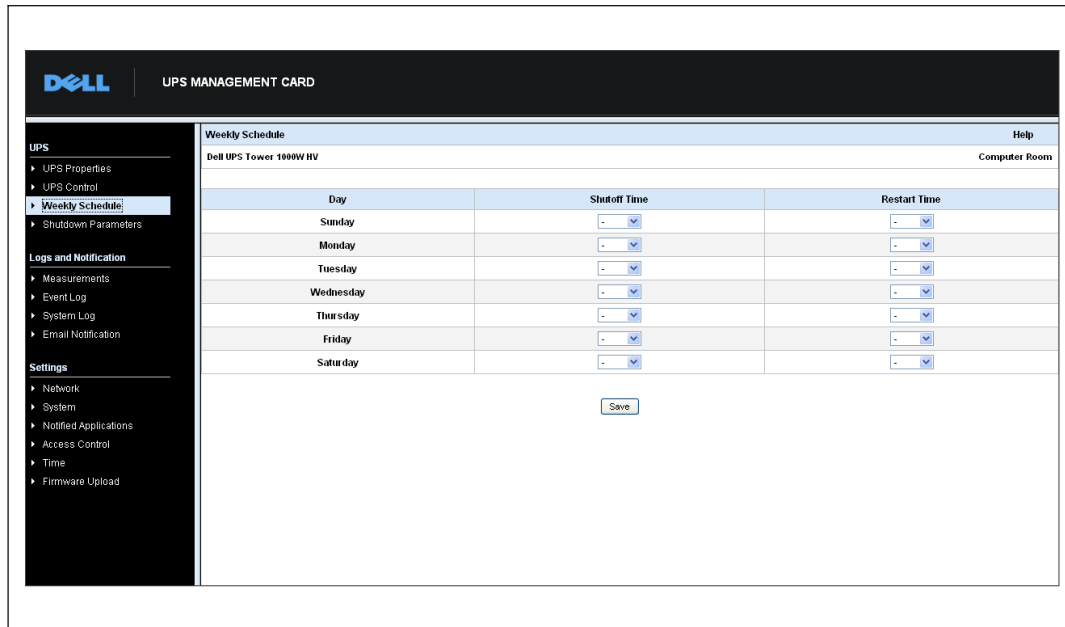 DELL
UPS MANAGEMENT CARD
UPS
UPS Properties
UPS Control
Weekly Schedule
Shutdown Parameters
Logs and Notification
Measurements
Event Log
System Log
Email Notification
Settings
Network
System
Notified Applications
Access Control
Time
Firmware Upload
Weekly Schedule Help
Dell UPS Tower 1000W HV Computer Room
Day Shutoff Time Restart Time
Sunday - -
Monday - -
Tuesday - -
Wednesday - -
Thursday - -
Friday - -
Saturday - -
Save